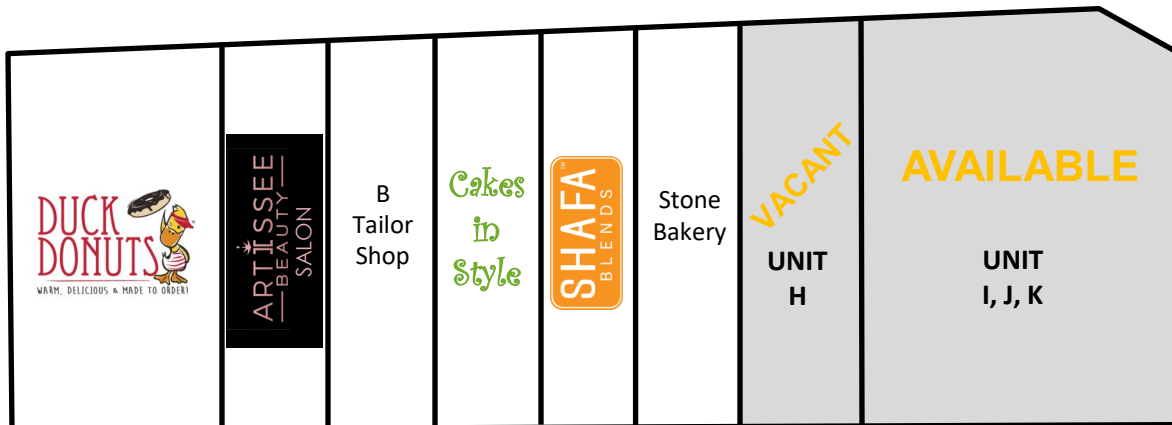 DUCK
DONUTS®
WARM, DELICIOUS & MADE TO ORDER!
ARTISSEE
BEAUTY
SALON
B
Tailor
Shop
Cakes
in
Style
SHAFA™
BLENDS
Stone
Bakery
VACANT
UNIT
H
AVAILABLE
UNIT
I, J, K